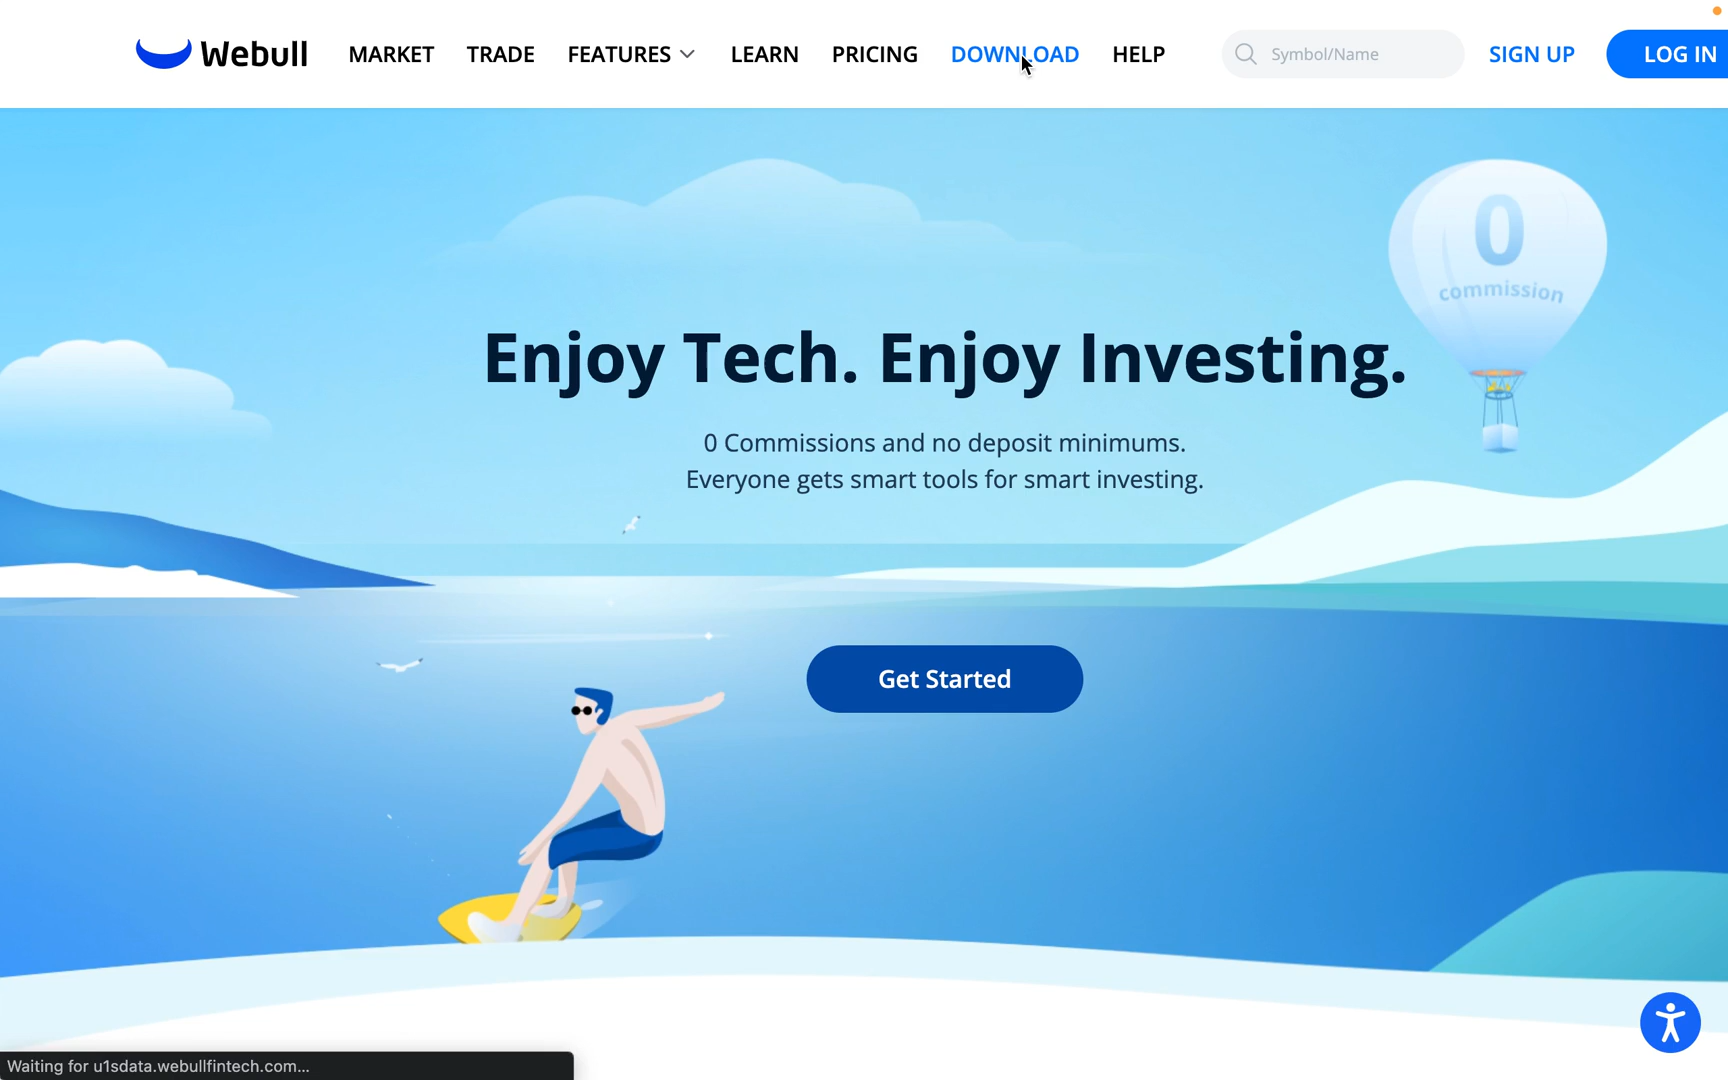 Webull
MARKET
TRADE
FEATURES
LEARN
PRICING
DOWNLOAD
HELP
Symbol/Name
SIGN UP
LOG IN
0
commission
Enjoy Tech. Enjoy Investing.
0 Commissions and no deposit minimums.
Everyone gets smart tools for smart investing.
Get Started
Waiting for u1sdata.webullfintech.com...